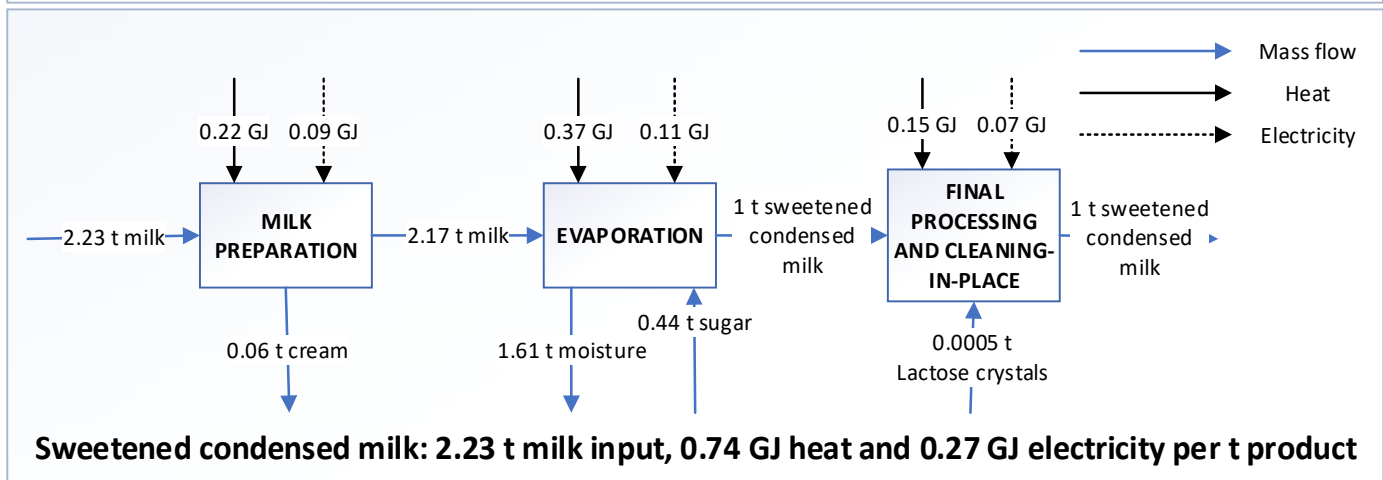 Mass flow
Heat
Electricity
0.22 GJ
0.09 GJ
0.37 GJ
0.11 GJ
0.15 GJ
0.07 GJ
2.23 t milk
MILK
PREPARATION
2.17 t milk
EVAPORATION
1 t sweetened
condensed
milk
FINAL
PROCESSING
AND CLEANING-
IN-PLACE
1 t sweetened
condensed
milk
0.06 t cream
1.61 t moisture
0.44 t sugar
0.0005 t
Lactose crystals
Sweetened condensed milk: 2.23 t milk input, 0.74 GJ heat and 0.27 GJ electricity per t product